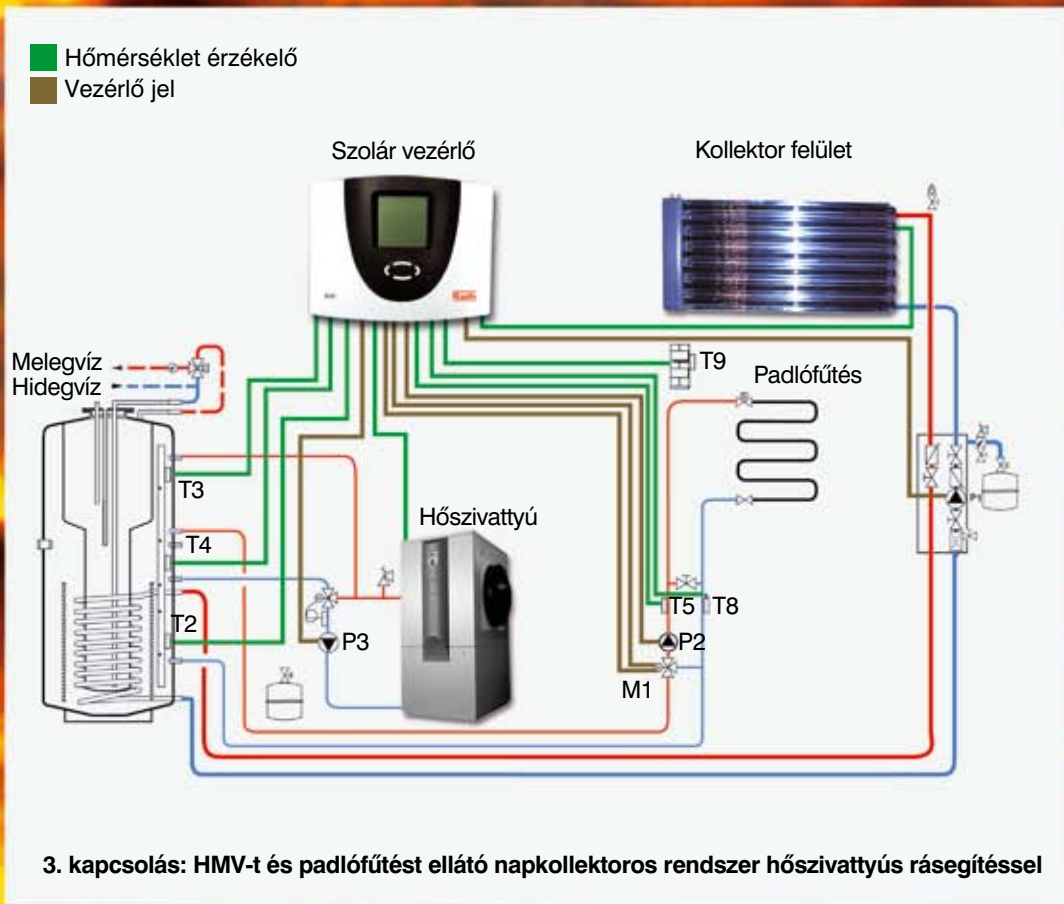 Hőmérséklet érzékelő
Vezérlő jel
Szolár vezérlő
Kollektor felület
Melegvíz
Hidegvíz
T9
Padlófűtés
T3
T4
T2
Hőszivattyú
P3
T5
T8
P2
M1
P1
3. kapcsolás: HMV-t és padlófűtést ellátó napkollektoros rendszer hőszivattyús rásegítéssel